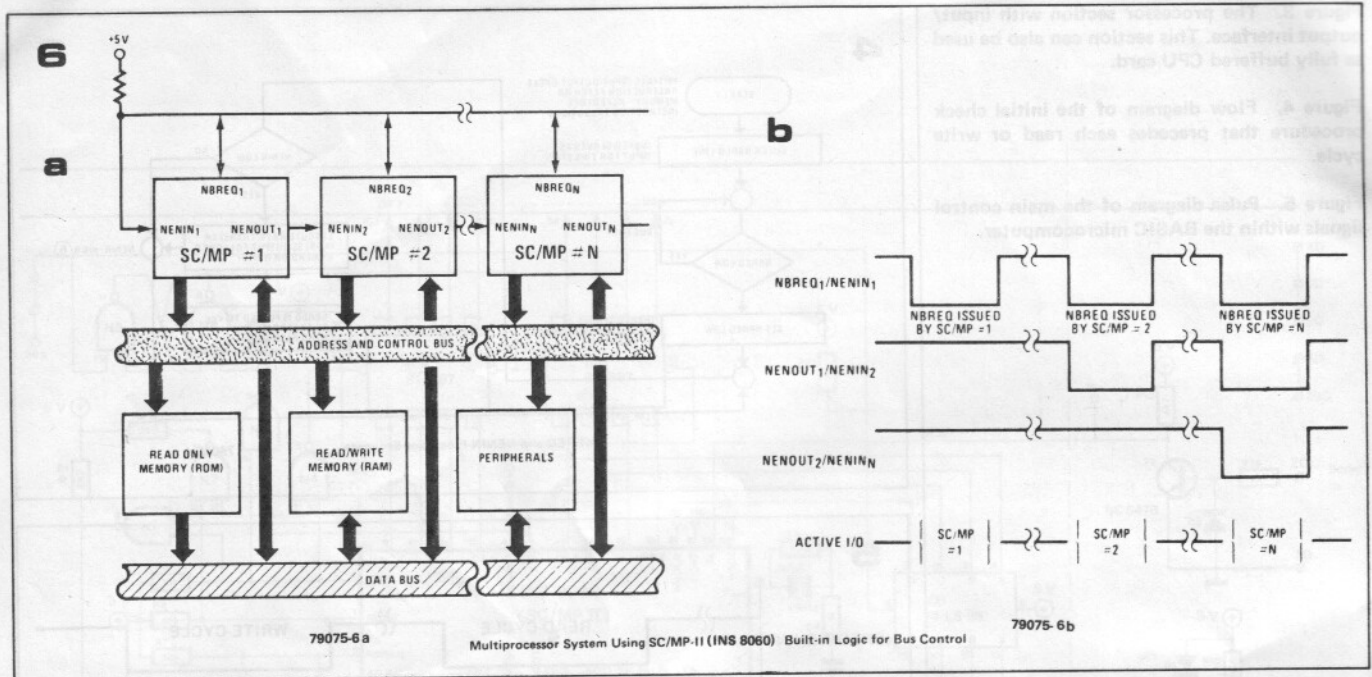 Figure 3. The processor section with input/
output interface. This section can also be used
as fully buffered CPU card.
Figure 4. Flow diagram of the initial check
procedure that precedes each read or write
cycle.
Figure 5. Pulse diagram of the main control
signals within the BASIC microcomputer.
6
+5V
a
NBREQ1
NBREQ2
NBREQN
NENIN1 NENOUT1
NENIN2 NENOUT2
NENINN NENOUTN
SC/MP =1
SC/MP =2
SC/MP =N
ADDRESS AND CONTROL BUS
READ ONLY
MEMORY (ROM)
READ/WRITE
MEMORY (RAM)
PERIPHERALS
DATA BUS
79075-6a
b
NBREQ1/NENIN1
NBREQ ISSUED
BY SC/MP =1
NBREQ ISSUED
BY SC/MP = 2
NBREQ ISSUED
BY SC/MP =N
NENOUT1/NENIN2
NENOUT2/NENINN
ACTIVE I/O
SC/MP
=1
SC/MP
=2
SC/MP
=N
79075-6b
Multiprocessor System Using SC/MP-II (INS 8060) Built-in Logic for Bus Control